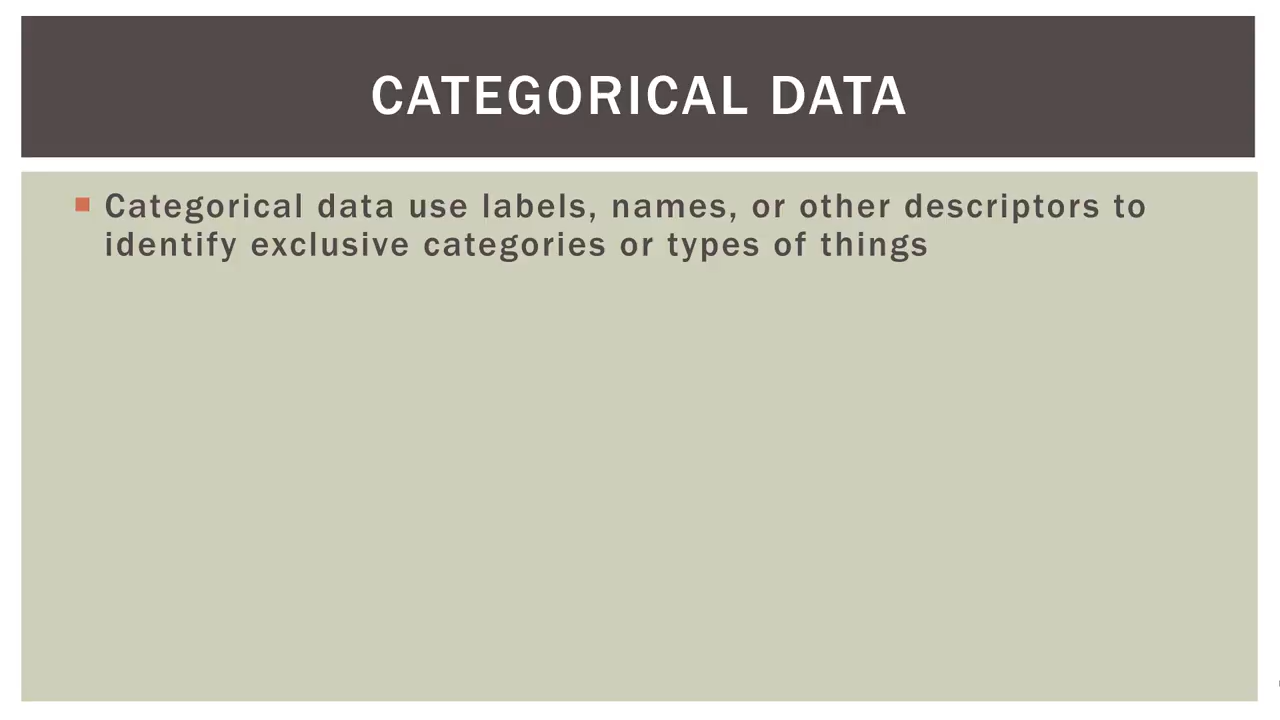 CATEGORICAL DATA
Categorical data use labels, names, or other descriptors to
identify exclusive categories or types of things